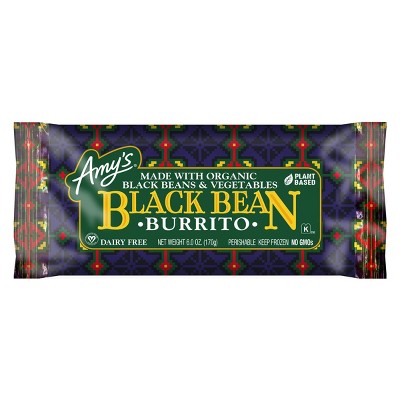 Amy's
MADE WITH ORGANIC
BLACK BEANS & VEGETABLES
PLANT
BASED
BLACK BEAN
•BURRITO•
K
DAIRY FREE NET WEIGHT 6.0 OZ. (170g) PERISHABLE KEEP FROZEN NO GMOs